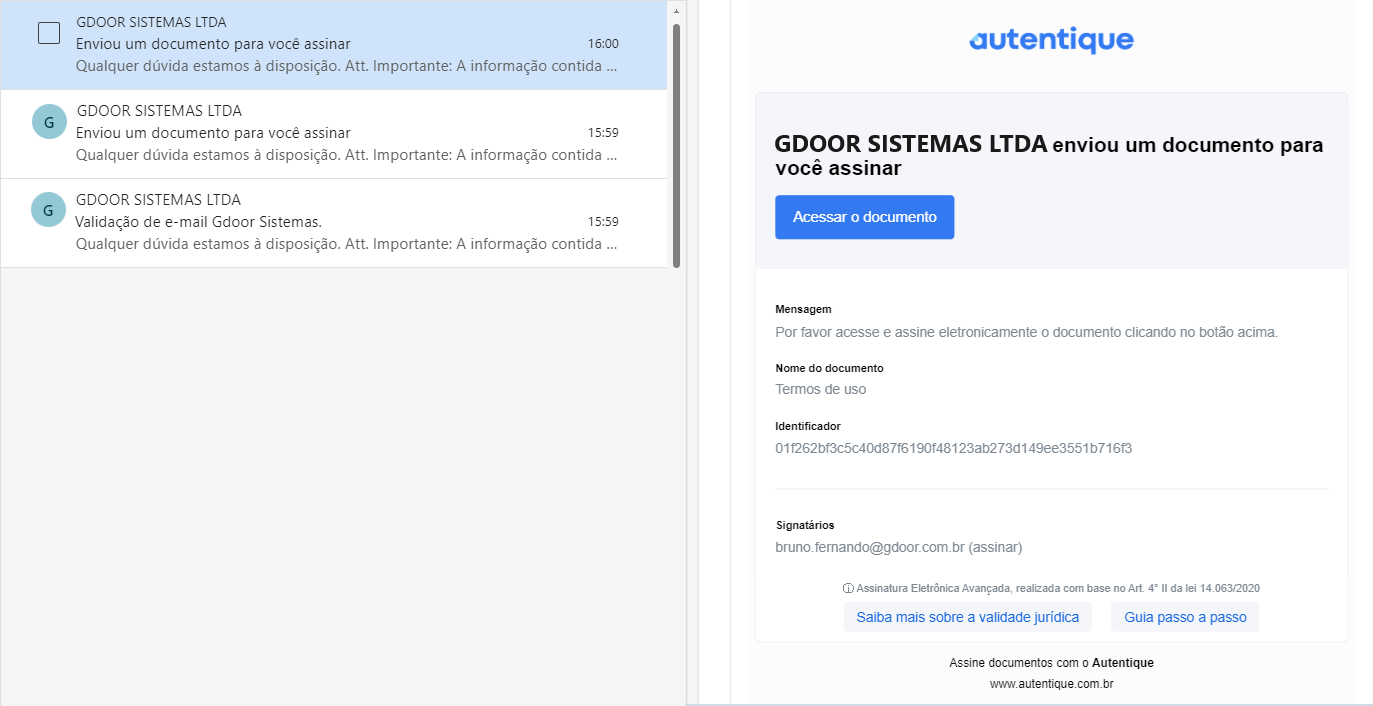 GDOOR SISTEMAS LTDA
Enviou um documento para você assinar 16:00
Qualquer dúvida estamos à disposição. Att. Importante: A informação contida ...
G
GDOOR SISTEMAS LTDA
Enviou um documento para você assinar 15:59
Qualquer dúvida estamos à disposição. Att. Importante: A informação contida ...
G
GDOOR SISTEMAS LTDA
Validação de e-mail Gdoor Sistemas. 15:59
Qualquer dúvida estamos à disposição. Att. Importante: A informação contida ...
autentique
GDOOR SISTEMAS LTDA enviou um documento para
você assinar
Acessar o documento
Mensagem
Por favor acesse e assine eletronicamente o documento clicando no botão acima.
Nome do documento
Termos de uso
Identificador
01f262bf3c5c40d87f6190f48123ab273d149ee3551b716f3
Signatários
bruno.fernando@gdoor.com.br (assinar)
Assinatura Eletrônica Avançada, realizada com base no Art. 4° II da lei 14.063/2020
Saiba mais sobre a validade jurídica
Guia passo a passo
Assine documentos com o Autentique
www.autentique.com.br